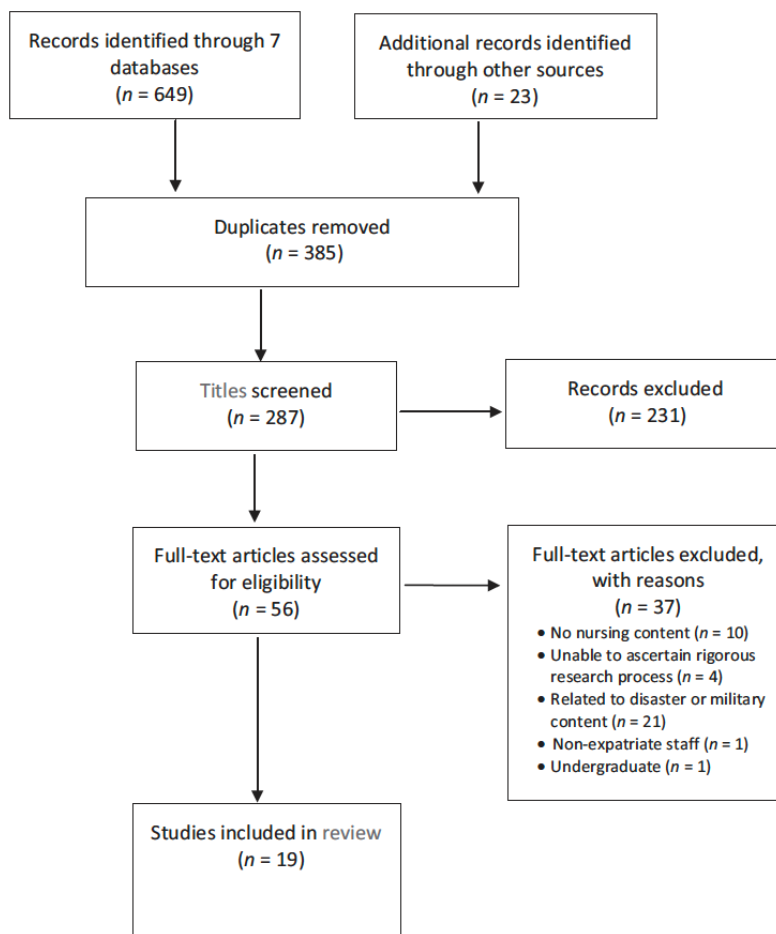 Records identified through 7
databases
(n = 649)
Additional records identified
through other sources
(n = 23)
Duplicates removed
(n = 385)
Titles screened
(n = 287)
Records excluded
(n = 231)
Full-text articles assessed
for eligibility
(n = 56)
Full-text articles excluded,
with reasons
(n = 37)
• No nursing content (n = 10)
• Unable to ascertain rigorous
research process (n = 4)
• Related to disaster or military
content (n = 21)
• Non-expatriate staff (n = 1)
• Undergraduate (n = 1)
Studies included in review
(n = 19)